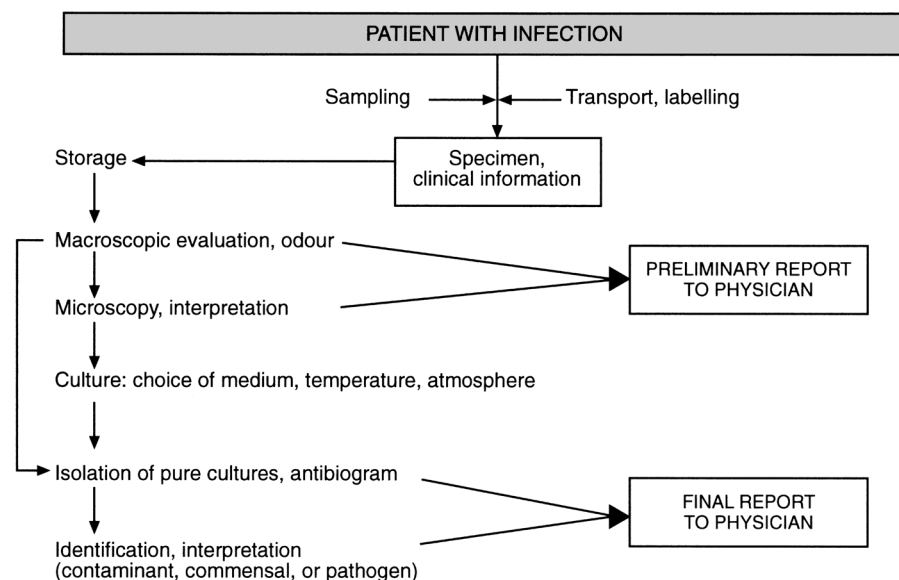 PATIENT WITH INFECTION
Sampling
Transport, labelling
Storage
Specimen,
clinical information
Macroscopic evaluation, odour
PRELIMINARY REPORT
TO PHYSICIAN
Microscopy, interpretation
Culture: choice of medium, temperature, atmosphere
Isolation of pure cultures, antibiogram
FINAL REPORT
TO PHYSICIAN
Identification, interpretation
(contaminant, commensal, or pathogen)